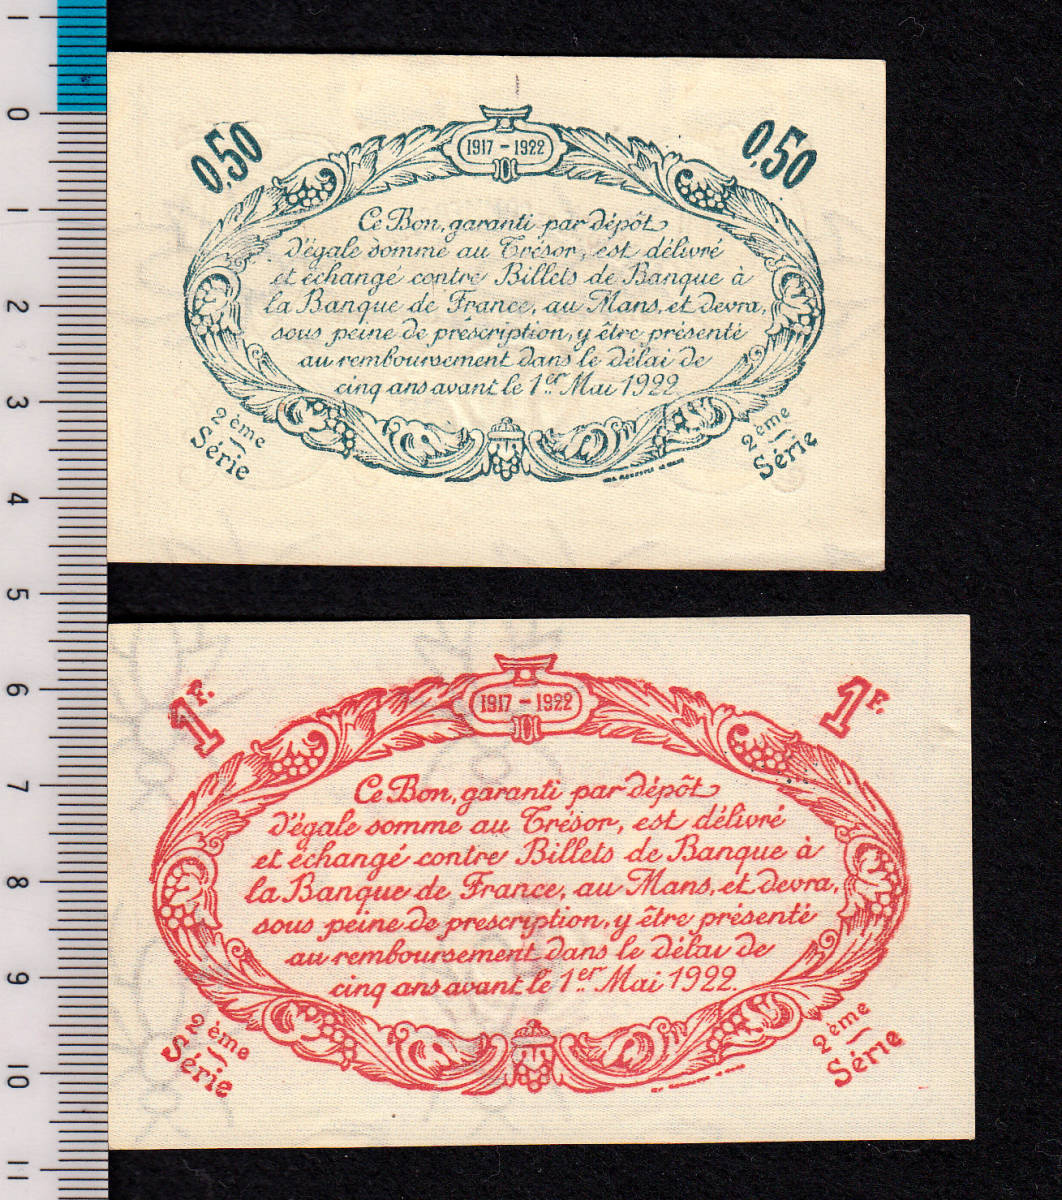 1
0
1
2
3
4
5
6
7
8
9
10
11
0,50
0,50
1917 - 1922
Ce Bon, garanti par dépôt
d'égale somme au Trésor, est délivré
et échangé contre Billets de Banque à
la Banque de France, au Mans, et devra,
sous peine de prescription, y être présenté
au remboursement dans le délai de
cinq ans avant le 1er Mai 1922
2ème
Série
2ème
Série
1 F.
1 F.
1917 - 1922
Ce Bon, garanti par dépôt
d'égale somme au Trésor, est délivré
et échangé contre Billets de Banque à
la Banque de France, au Mans, et devra,
sous peine de prescription, y être présenté
au remboursement dans le délai de
cinq ans avant le 1er Mai 1922.
2ème
Série
2ème
Série